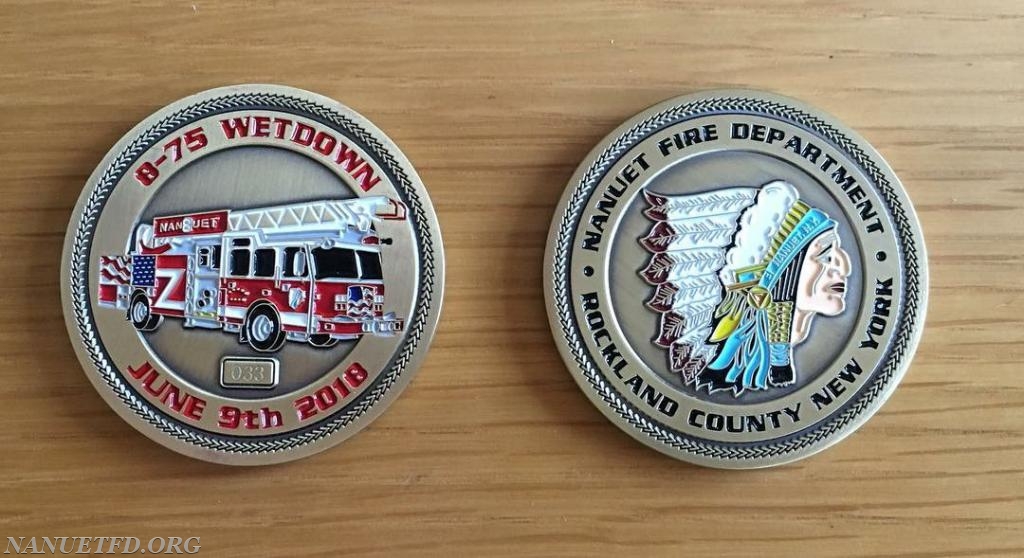 8-75 WETDOWN
NANUET
N
033
JUNE 9th 2018
NANUET FIRE DEPARTMENT
ROCKLAND COUNTY NEW YORK
NANUETFD.ORG